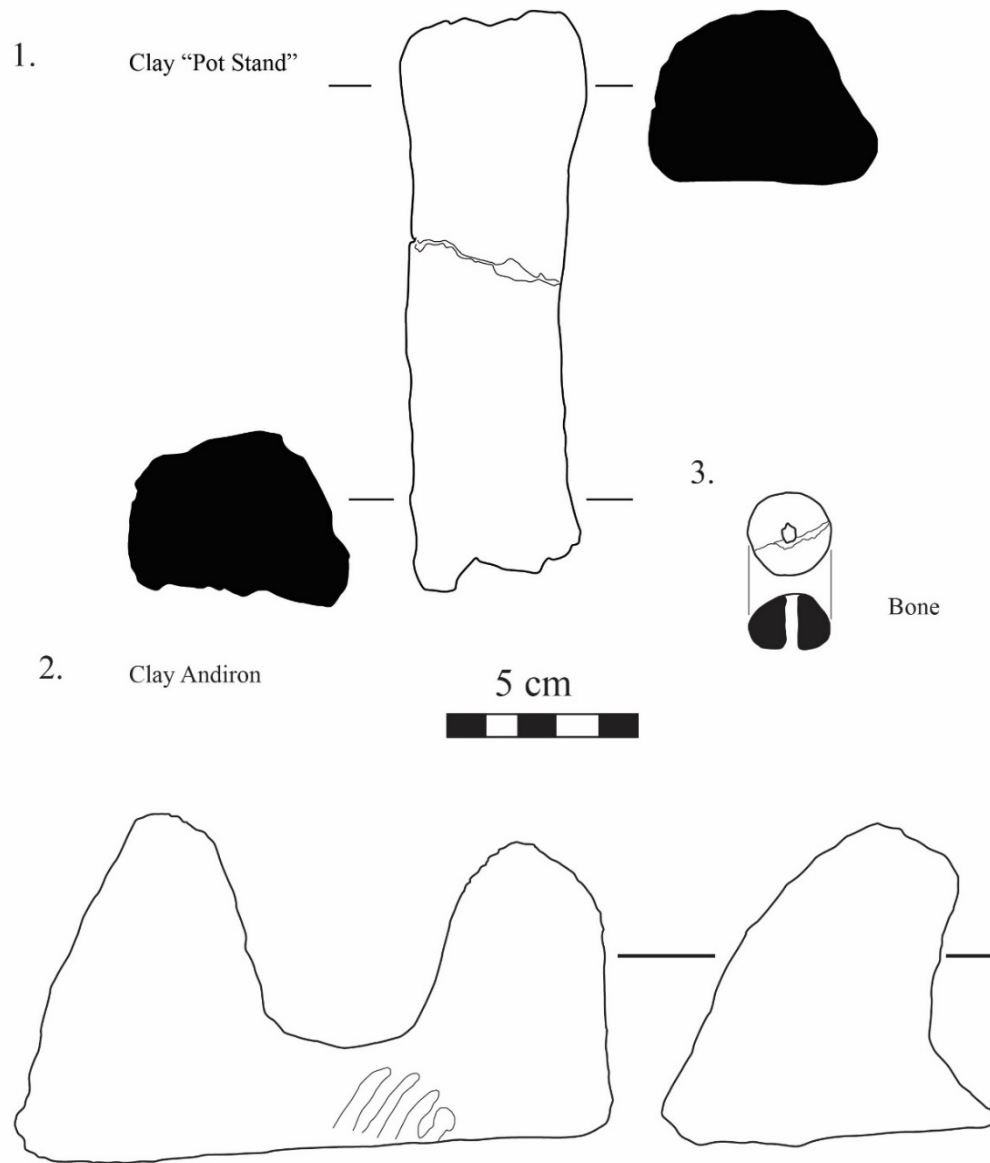 1.
Clay “Pot Stand”
3.
Bone
2.
Clay Andiron
5 cm